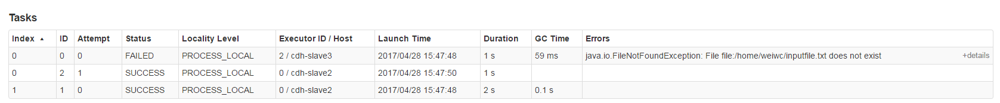 Tasks
Index ▲ ID Attempt Status Locality Level Executor ID / Host Launch Time Duration GC Time Errors
0 0 0 FAILED PROCESS_LOCAL 2 / cdh-slave3 2017/04/28 15:47:48 1 s 59 ms java.io.FileNotFoundException: File file:/home/weiwc/inputfile.txt does not exist +details
0 2 1 SUCCESS PROCESS_LOCAL 0 / cdh-slave2 2017/04/28 15:47:50 1 s
1 1 0 SUCCESS PROCESS_LOCAL 0 / cdh-slave2 2017/04/28 15:47:48 2 s 0.1 s